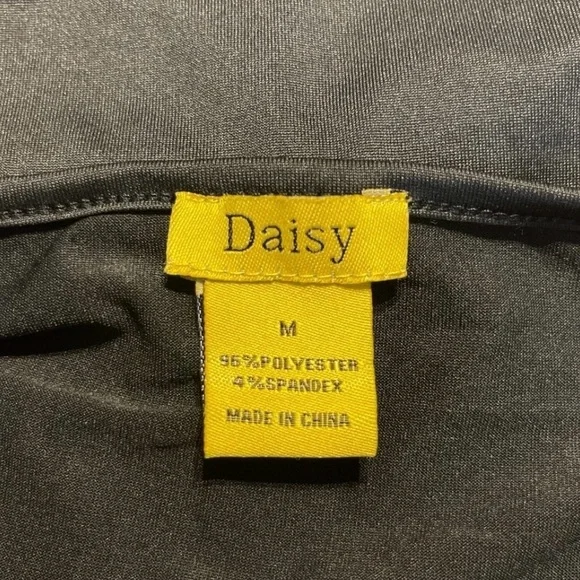 Daisy
M
96%POLYESTER
4%SPANDEX
MADE IN CHINA